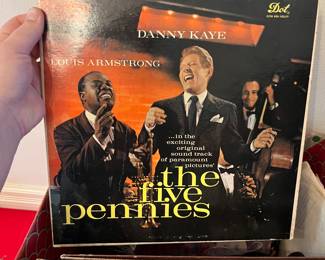 Dot
DANNY KAYE
LOUIS ARMSTRONG
...in the
exciting
original
sound track
of paramount
pictures'
the
five
pennies